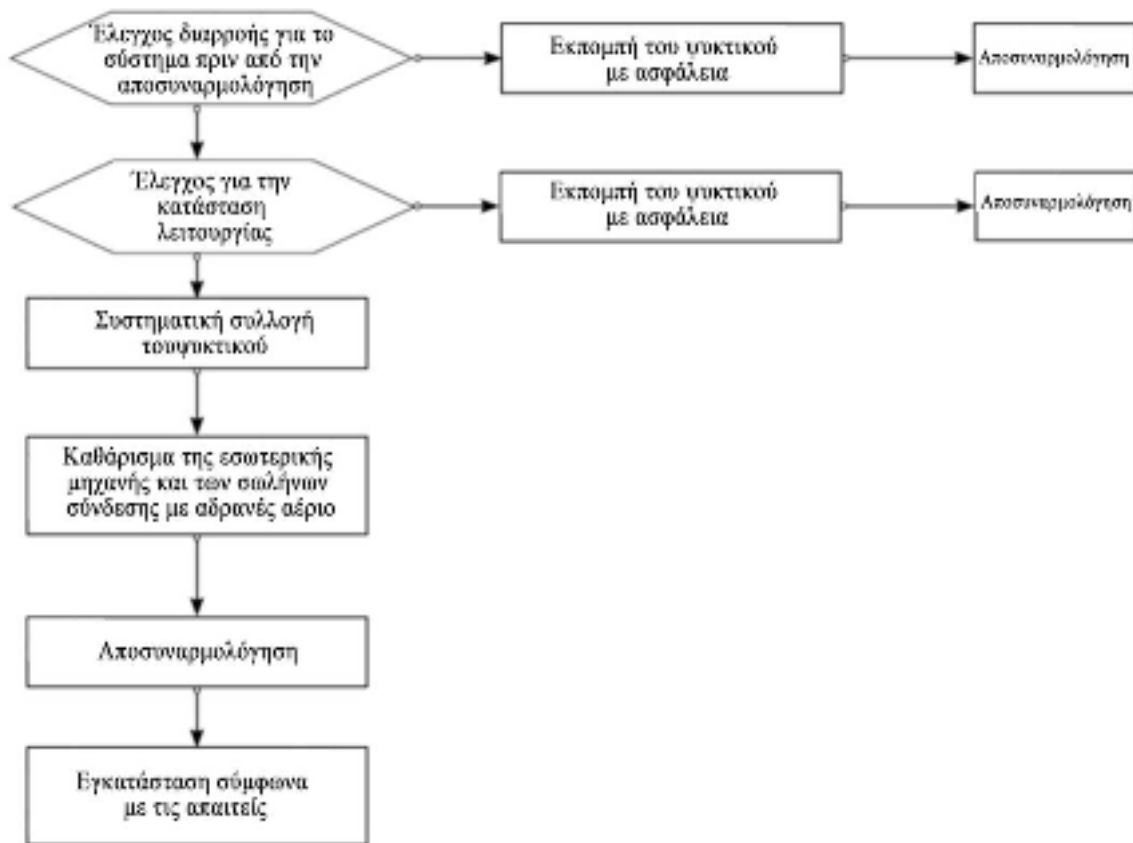 Έλεγχος διαρροής για το
σύστημα πριν από την
αποσυναρμολόγηση
Εκπομπή του ψυκτικού
με ασφάλεια
Αποσυναρμολόγηση
Έλεγχος για την
κατάσταση
λειτουργίας
Εκπομπή του ψυκτικού
με ασφάλεια
Αποσυναρμολόγηση
Συστηματική συλλογή
τουψυκτικού
Καθάρισμα της εσωτερικής
μηχανής και των σωλήνων
σύνδεσης με αδρανές αέριο
Αποσυναρμολόγηση
Εγκατάσταση σύμφωνα
με τις απαιτείς